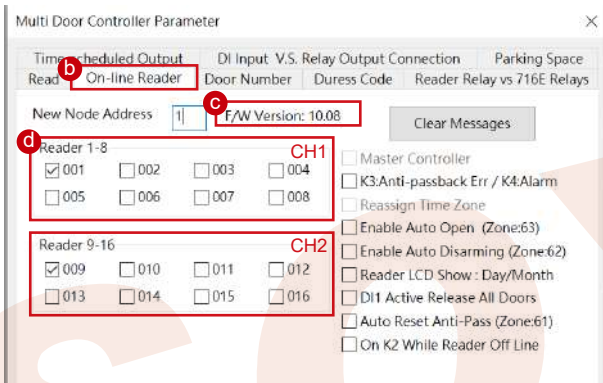 Multi Door Controller Parameter
Time scheduled Output DI Input V.S. Relay Output Connection Parking Space
b
Read On-line Reader Door Number Duress Code Reader Relay vs 716E Relays
c
New Node Address 1 F/W Version: 10.08 Clear Messages
d
Reader 1-8 CH1
001 002 003 004
005 006 007 008
Reader 9-16 CH2
009 010 011 012
013 014 015 016
Master Controller
K3:Anti-passback Err / K4:Alarm
Reassign Time Zone
Enable Auto Open (Zone:63)
Enable Auto Disarming (Zone:62)
Reader LCD Show : Day/Month
DI1 Active Release All Doors
Auto Reset Anti-Pass (Zone:61)
On K2 While Reader Off Line